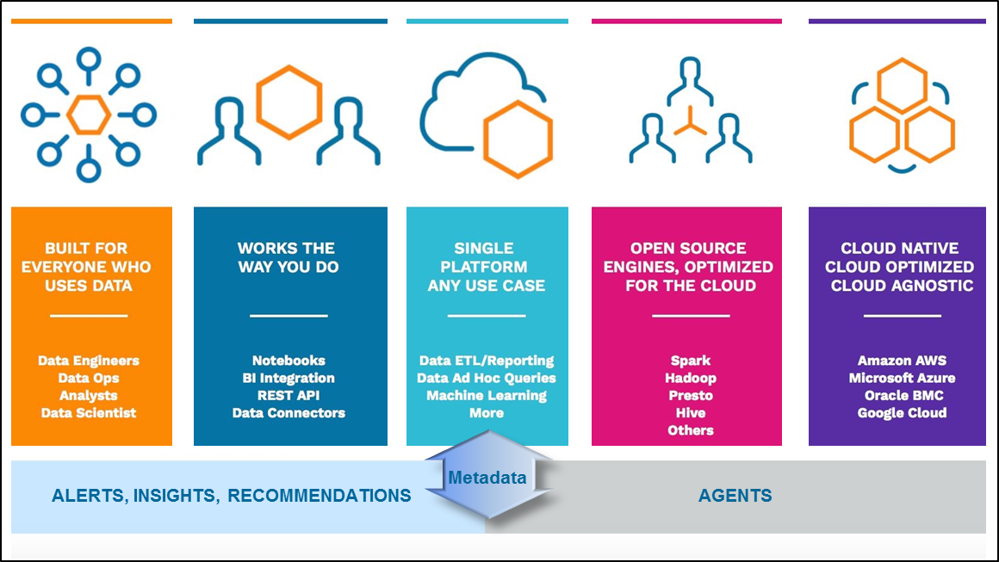 BUILT FOR
EVERYONE WHO
USES DATA
Data Engineers
Data Ops
Analysts
Data Scientist
WORKS THE
WAY YOU DO
Notebooks
BI Integration
REST API
Data Connectors
SINGLE
PLATFORM
ANY USE CASE
Data ETL/Reporting
Data Ad Hoc Queries
Machine Learning
More
OPEN SOURCE
ENGINES, OPTIMIZED
FOR THE CLOUD
Spark
Hadoop
Presto
Hive
Others
CLOUD NATIVE
CLOUD OPTIMIZED
CLOUD AGNOSTIC
Amazon AWS
Microsoft Azure
Oracle BMC
Google Cloud
ALERTS, INSIGHTS, RECOMMENDATIONS
Metadata
AGENTS